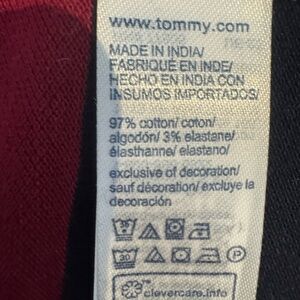 www.tommy.com
MADE IN INDIA/
FABRIQUÉ EN INDE/
HECHO EN INDIA CON
INSUMOS IMPORTADOS/
97% cotton/ coton/
algodón/ 3% elastane/
élasthanne/ elastano/
exclusive of decoration/
sauf décoration/ excluye la
decoración
30 P
clevercare.info